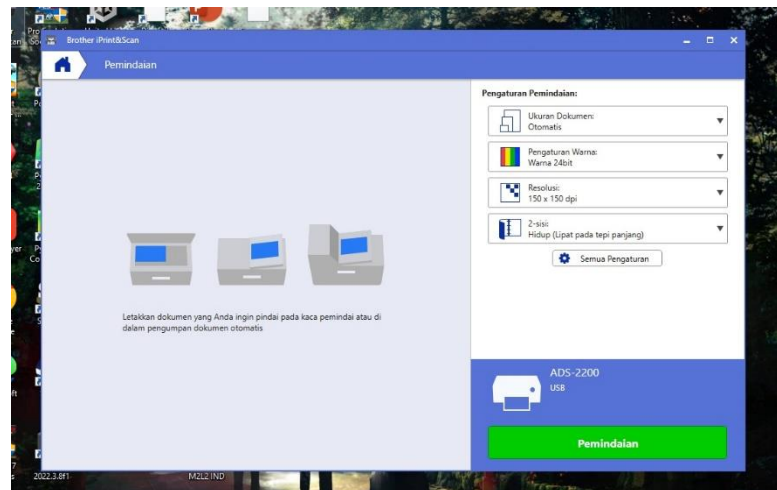 Brother iPrint&Scan
Pemindaian
Pengaturan Pemindaian:
Ukuran Dokumen:
Otomatis
Pengaturan Warna:
Warna 24bit
Resolusi:
150 x 150 dpi
2-sisi:
Hidup (Lipat pada tepi panjang)
Semua Pengaturan
Letakkan dokumen yang Anda ingin pindai pada kaca pemindai atau di
dalam pengumpan dokumen otomatis
ADS-2200
USB
Pemindaian
2022.3.8f1
MZL2 IND